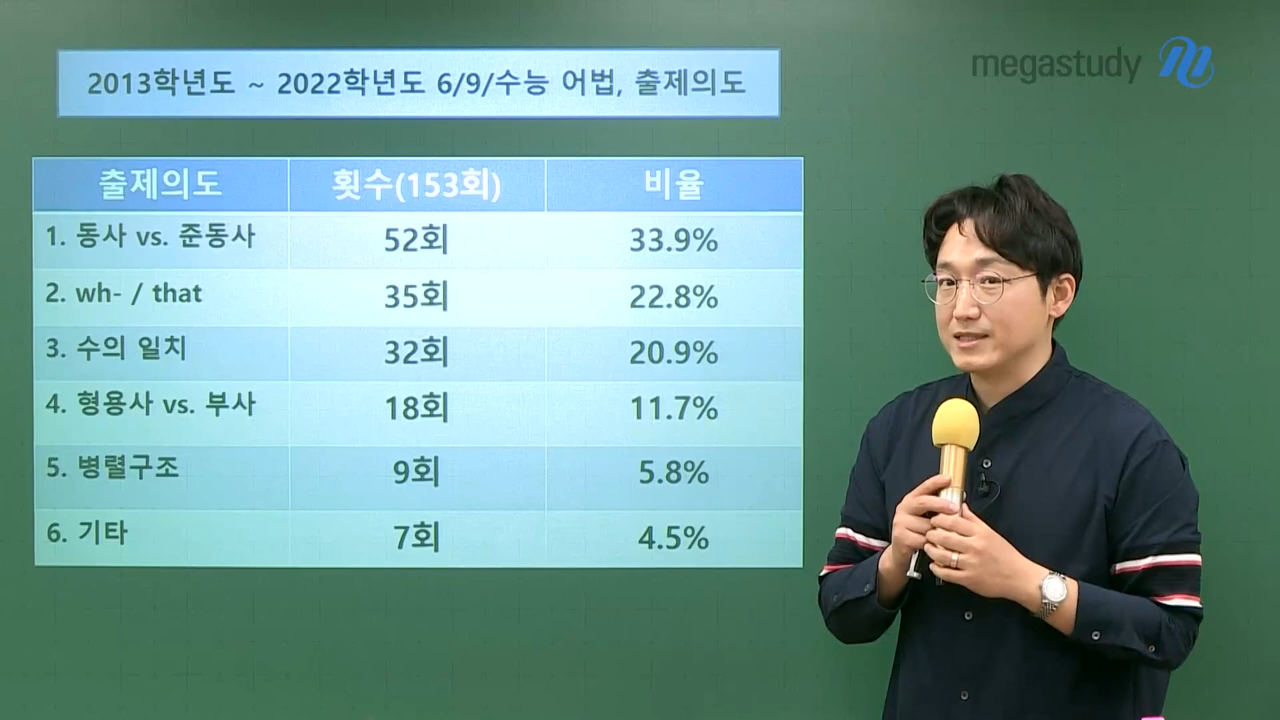 megastudy
2013학년도 ~ 2022학년도 6/9/수능 어법, 출제의도
출제의도 횟수(153회) 비율
1. 동사 vs. 준동사 52회 33.9%
2. wh- / that 35회 22.8%
3. 수의 일치 32회 20.9%
4. 형용사 vs. 부사 18회 11.7%
5. 병렬구조 9회 5.8%
6. 기타 7회 4.5%